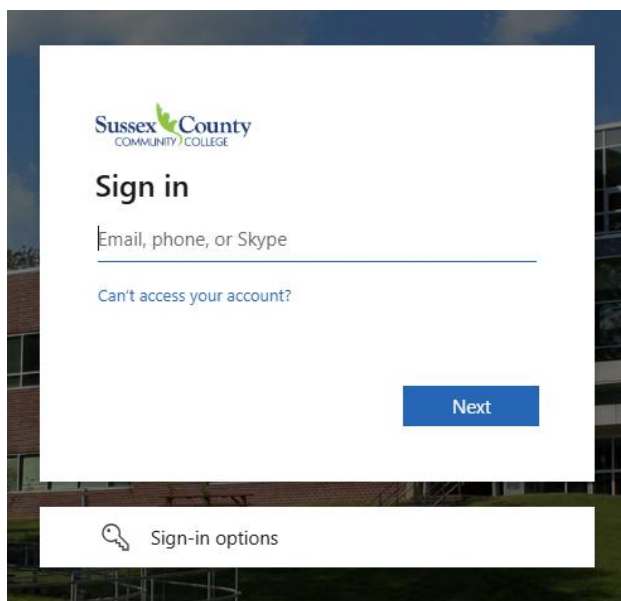 Sussex County
COMMUNITY COLLEGE
Sign in
Email, phone, or Skype
Can't access your account?
Next
Sign-in options